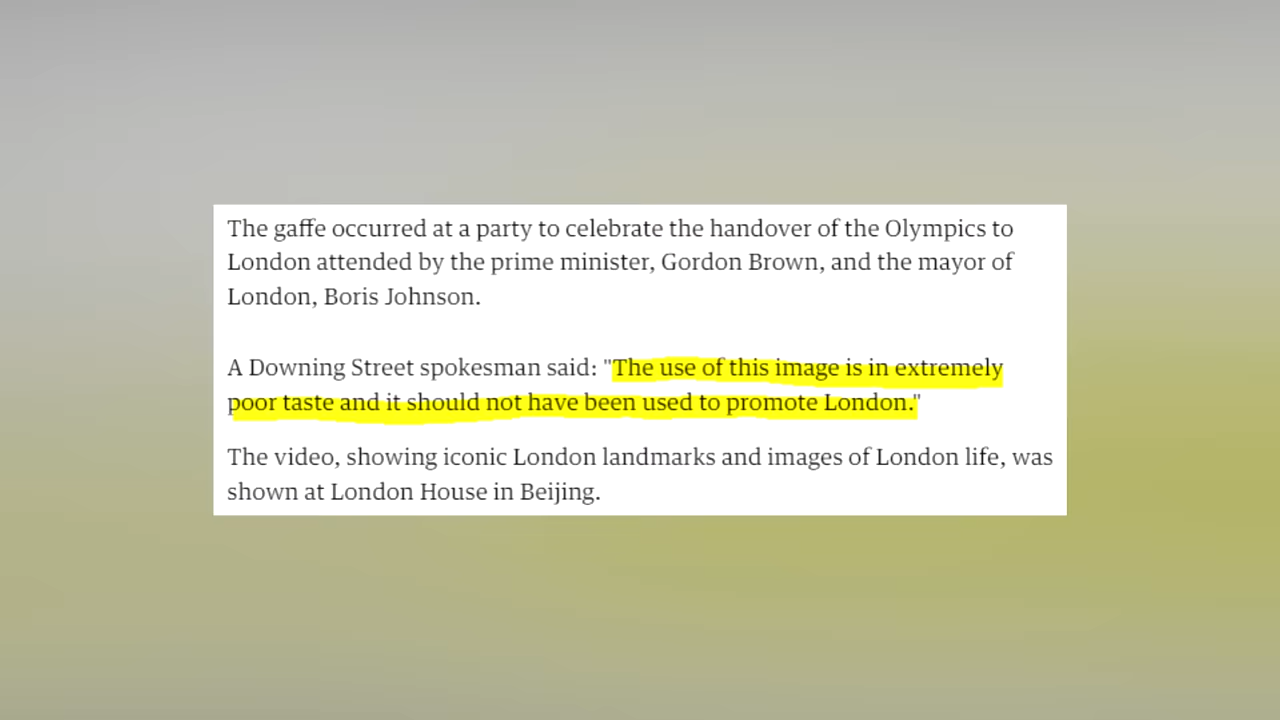 The gaffe occurred at a party to celebrate the handover of the Olympics to
London attended by the prime minister, Gordon Brown, and the mayor of
London, Boris Johnson.
A Downing Street spokesman said: "The use of this image is in extremely
poor taste and it should not have been used to promote London."
The video, showing iconic London landmarks and images of London life, was
shown at London House in Beijing.